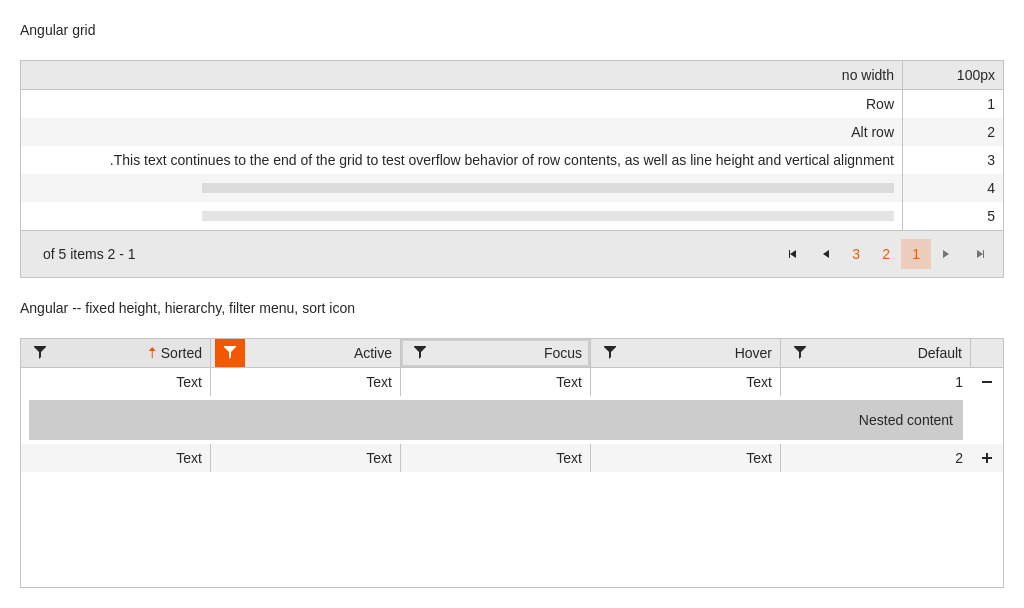 Angular grid
no width 100px
Row 1
Alt row 2
.This text continues to the end of the grid to test overflow behavior of row contents, as well as line height and vertical alignment 3
4
5
of 5 items 2 - 1 3 2 1
Angular -- fixed height, hierarchy, filter menu, sort icon
Sorted Active Focus Hover Default
Text Text Text Text 1
Nested content
Text Text Text Text 2